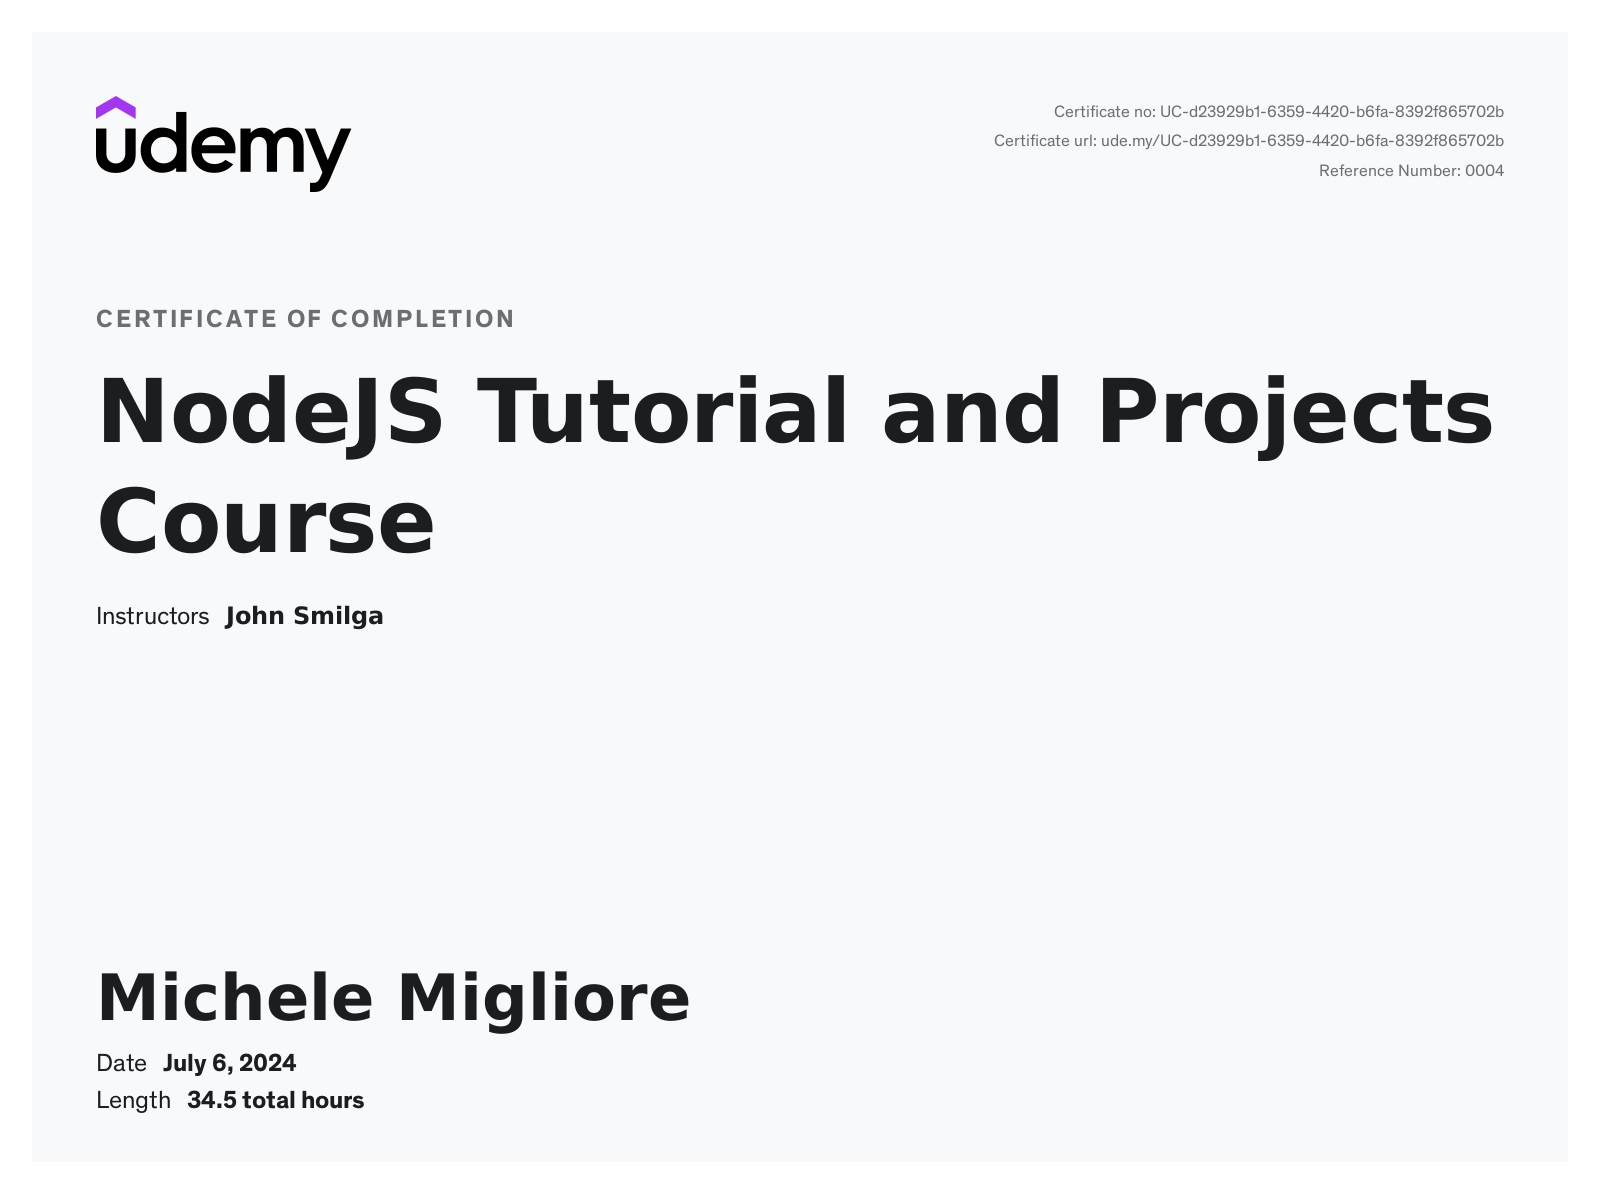 udemy
Certificate no: UC-d23929b1-6359-4420-b6fa-8392f865702b
Certificate url: ude.my/UC-d23929b1-6359-4420-b6fa-8392f865702b
Reference Number: 0004
CERTIFICATE OF COMPLETION
NodeJS Tutorial and Projects
Course
Instructors John Smilga
Michele Migliore
Date July 6, 2024
Length 34.5 total hours